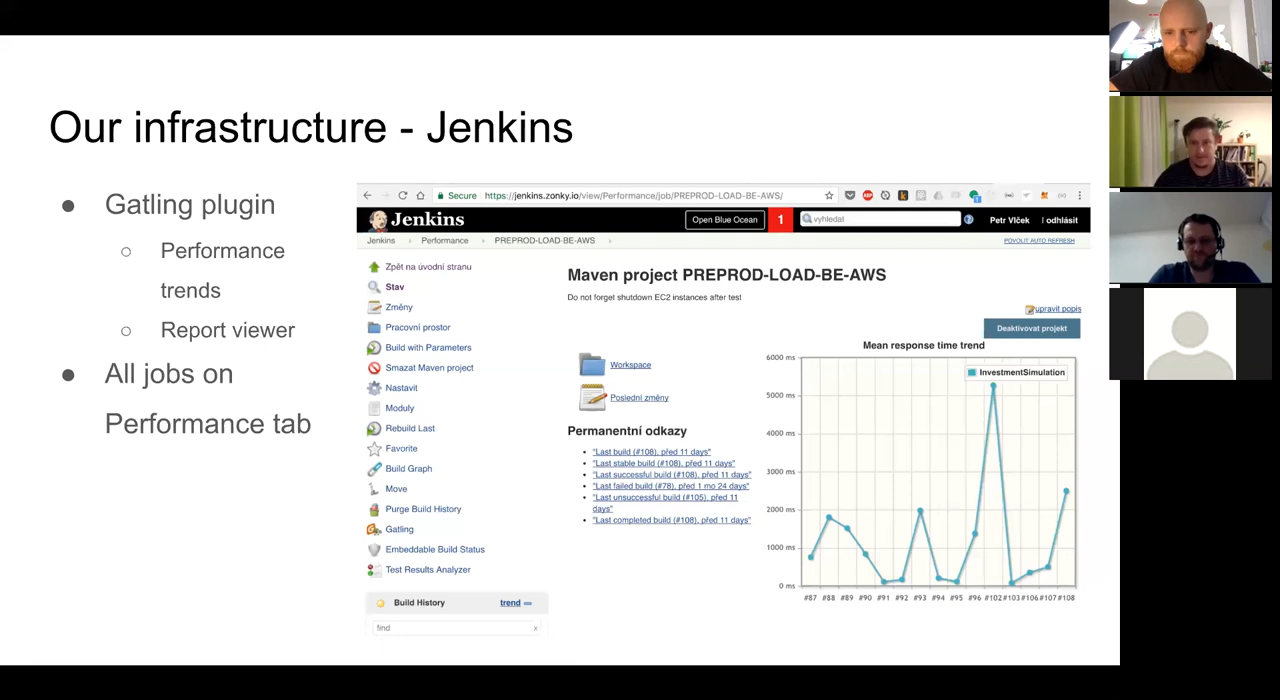 Our infrastructure - Jenkins
● Gatling plugin
○ Performance
trends
○ Report viewer
● All jobs on
Performance tab
Secure https://jenkins.zonky.io/view/Performance/job/PREPROD-LOAD-BE-AWS/
Jenkins
Open Blue Ocean
1
vyhledat
Petr Vlček
odhlásit
Jenkins
Performance
PREPROD-LOAD-BE-AWS
POVOLIT AUTO REFRESH
Zpět na úvodní stranu
Stav
Změny
Pracovní prostor
Build with Parameters
Smazat Maven project
Nastavit
Moduly
Rebuild Last
Favorite
Build Graph
Move
Purge Build History
Gatling
Embeddable Build Status
Test Results Analyzer
Build History
trend
find
x
Maven project PREPROD-LOAD-BE-AWS
Do not forget shutdown EC2 instances after test
upravit popis
Deaktivovat projekt
Workspace
Poslední změny
Permanentní odkazy
"Last build (#108), před 11 days"
"Last stable build (#108), před 11 days"
"Last successful build (#108), před 11 days"
"Last failed build (#78), před 1 mo 24 days"
"Last unsuccessful build (#105), před 11
days"
"Last completed build (#108), před 11 days"
Mean response time trend
InvestmentSimulation
6000 ms
5000 ms
4000 ms
3000 ms
2000 ms
1000 ms
0 ms
#87 #88 #89 #90 #91 #92 #93 #94 #95 #96 #102 #103 #106 #107 #108